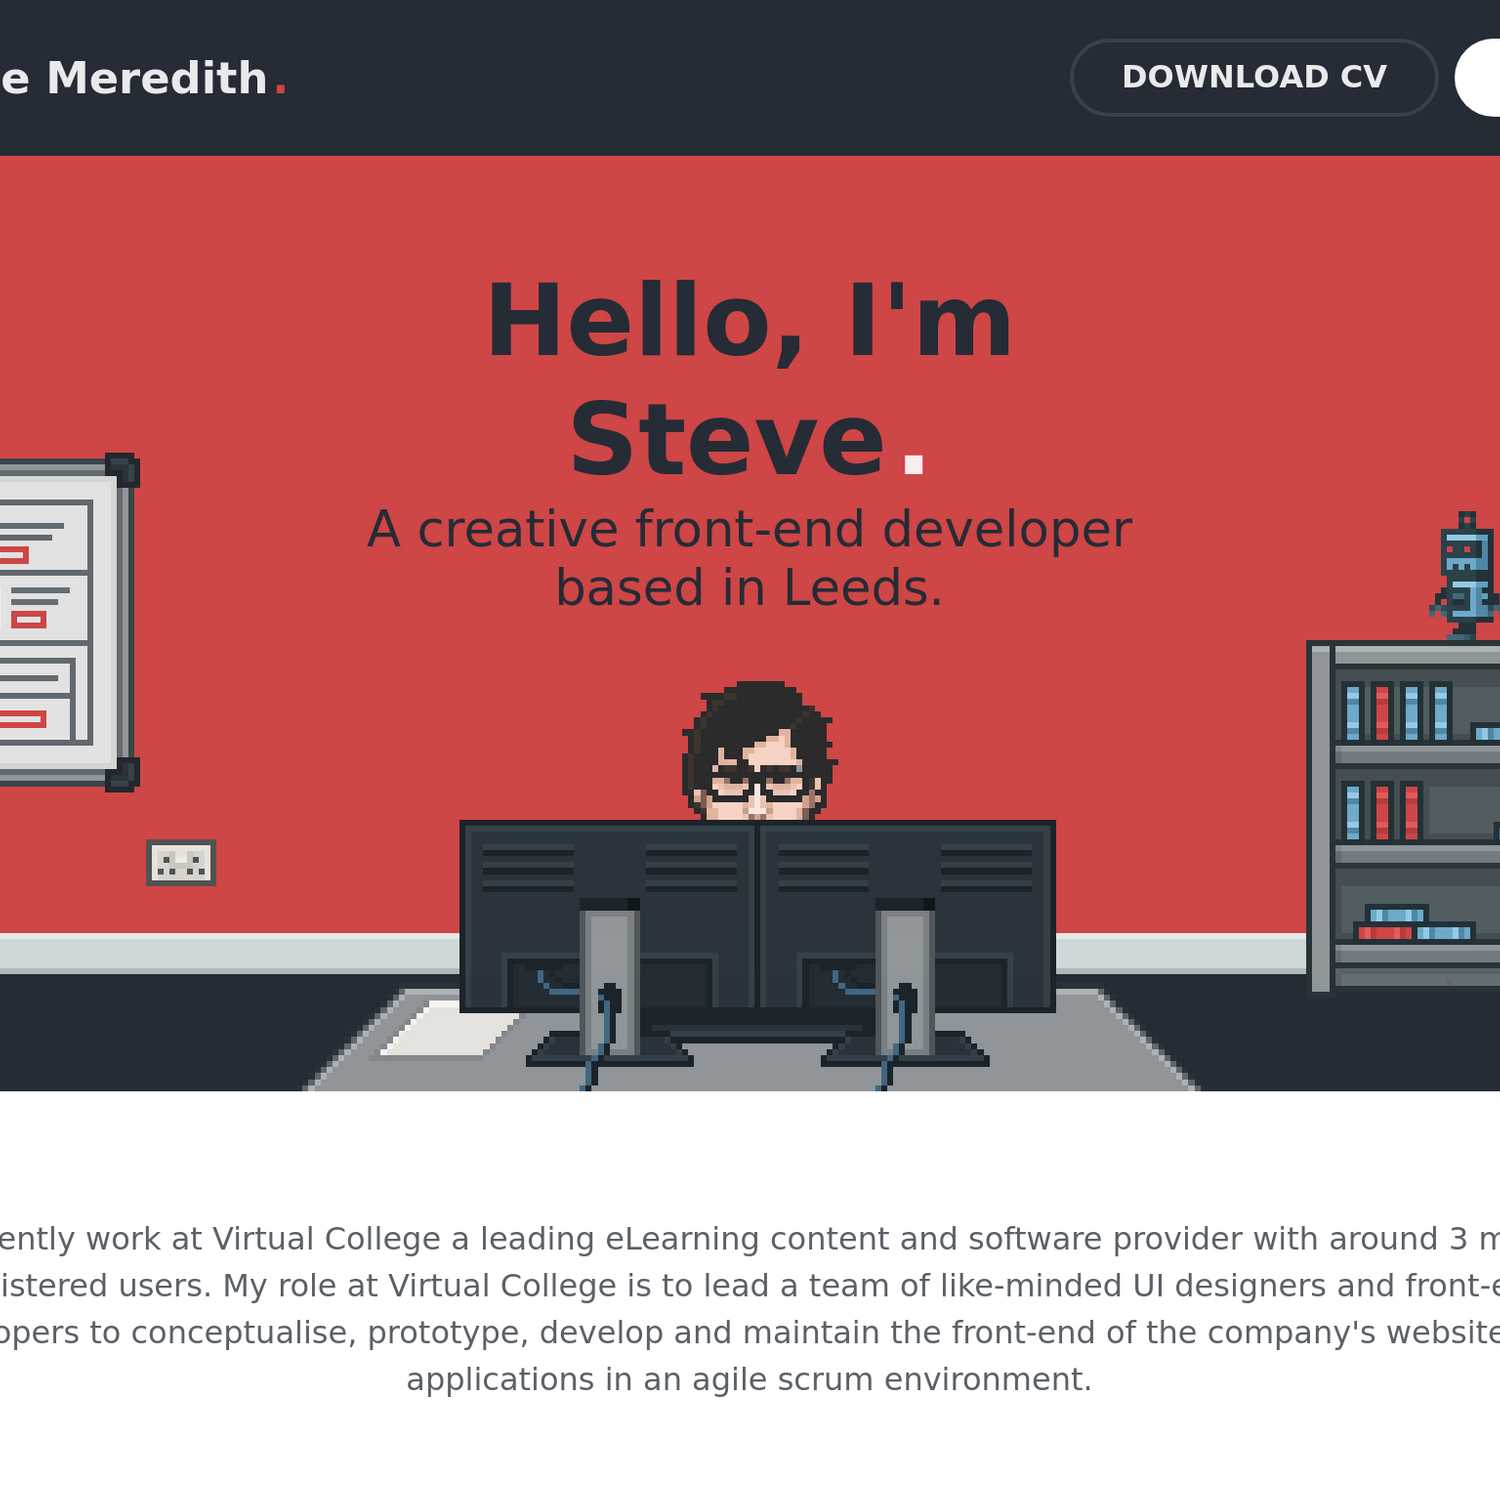 e Meredith.
DOWNLOAD CV
Hello, I'm
Steve.
A creative front-end developer
based in Leeds.
ently work at Virtual College a leading eLearning content and software provider with around 3 m
istered users. My role at Virtual College is to lead a team of like-minded UI designers and front-e
opers to conceptualise, prototype, develop and maintain the front-end of the company's website
applications in an agile scrum environment.